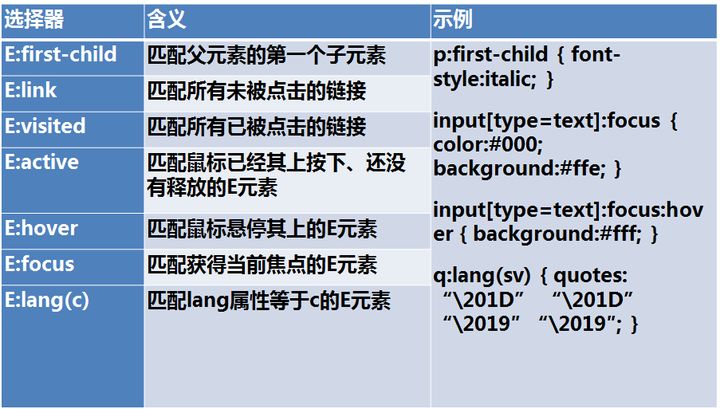 选择器
含义
示例
E:first-child
匹配父元素的第一个子元素
E:link
匹配所有未被点击的链接
E:visited
匹配所有已被点击的链接
E:active
匹配鼠标已经其上按下、还没
有释放的E元素
E:hover
匹配鼠标悬停其上的E元素
E:focus
匹配获得当前焦点的E元素
E:lang(c)
匹配lang属性等于c的E元素
p:first-child { font-
style:italic; }
input[type=text]:focus {
color:#000;
background:#ffe; }
input[type=text]:focus:hov
er { background:#fff; }
q:lang(sv) { quotes:
“\201D” “\201D”
“\2019” “\2019”; }